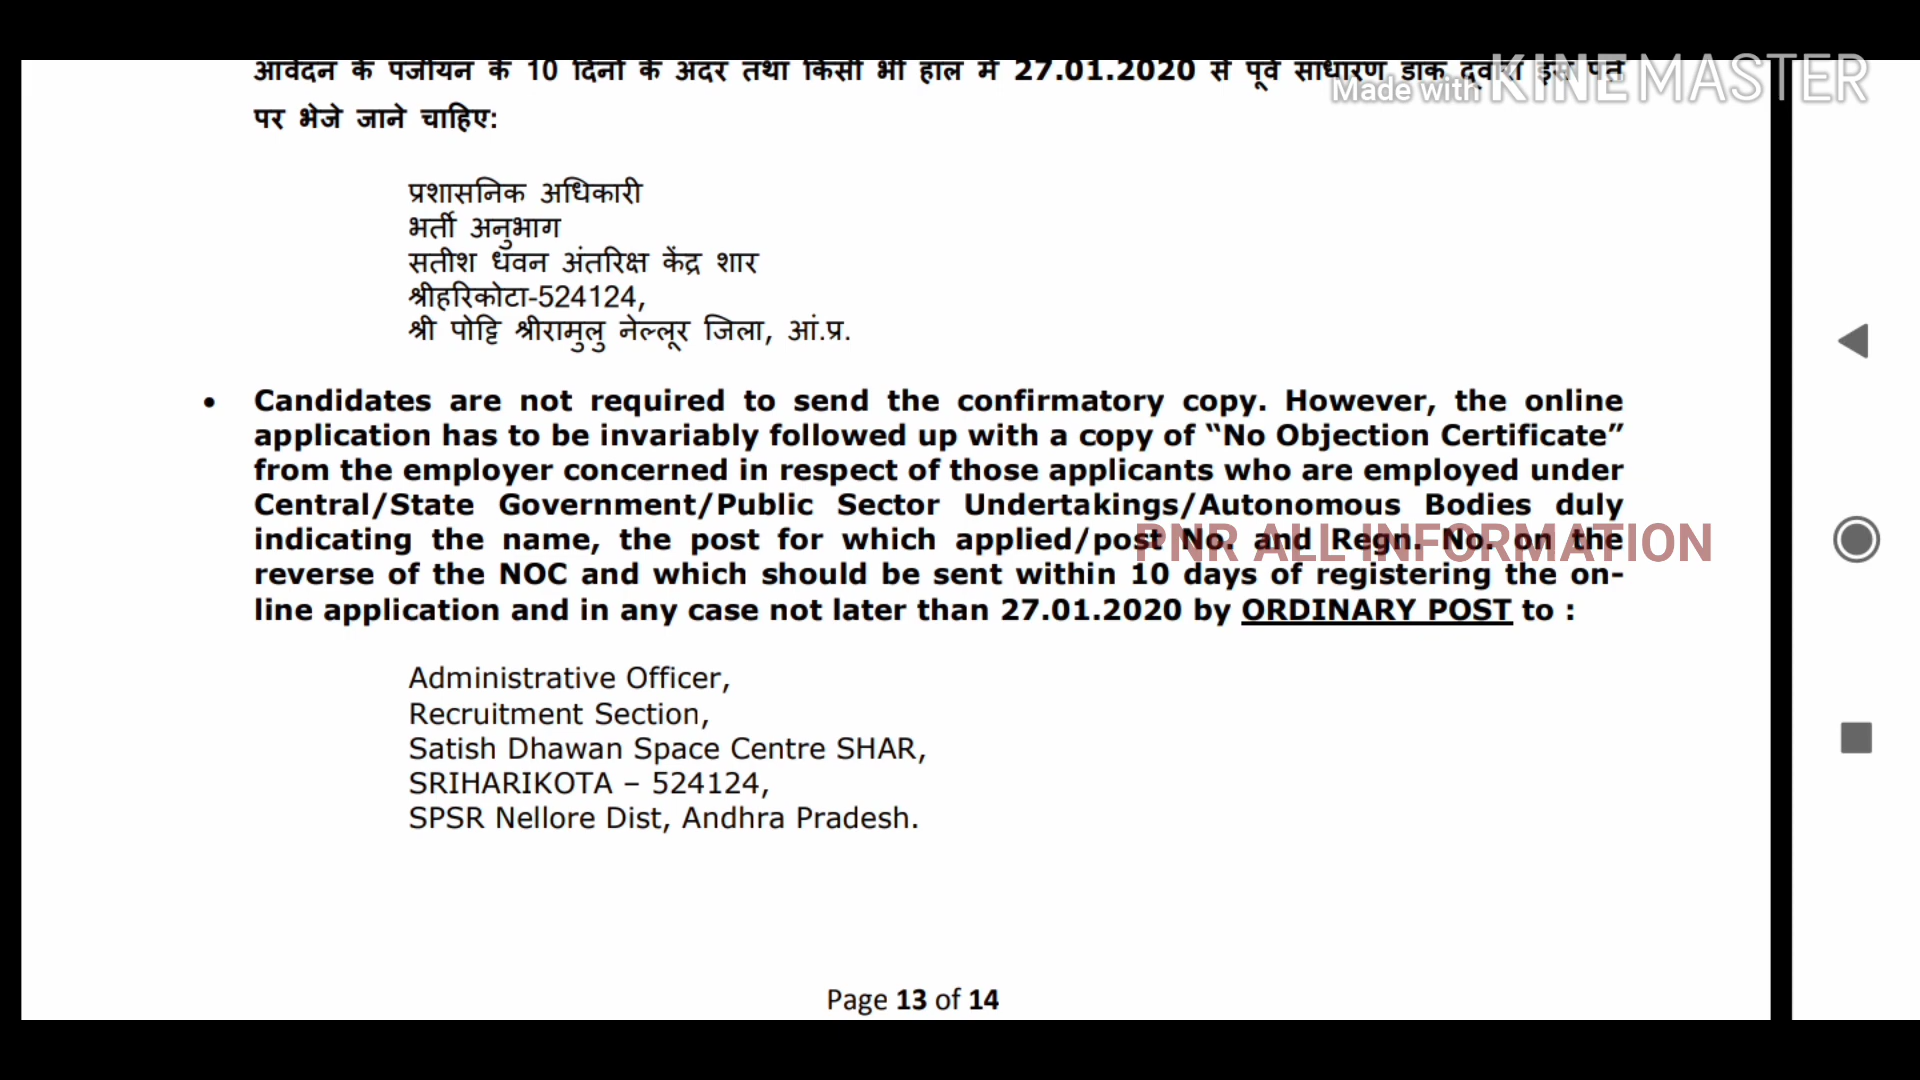 आवेदन के पंजीयन के 10 दिनों के अंदर तथा किसी भी हाल में 27.01.2020 से पूर्व साधारण डाक द्वारा इस पते
Made with KINEMASTER
पर भेजे जाने चाहिए:
प्रशासनिक अधिकारी
भर्ती अनुभाग
सतीश धवन अंतरिक्ष केंद्र शार
श्रीहरिकोटा-524124,
श्री पोट्टि श्रीरामुलु नेल्लूर जिला, आं.प्र.
• Candidates are not required to send the confirmatory copy. However, the online
application has to be invariably followed up with a copy of “No Objection Certificate”
from the employer concerned in respect of those applicants who are employed under
Central/State Government/Public Sector Undertakings/Autonomous Bodies duly
indicating the name, the post for which applied/post No. and Regn. No. on the
PNR ALL INFORMATION
reverse of the NOC and which should be sent within 10 days of registering the on-
line application and in any case not later than 27.01.2020 by ORDINARY POST to :
Administrative Officer,
Recruitment Section,
Satish Dhawan Space Centre SHAR,
SRIHARIKOTA – 524124,
SPSR Nellore Dist, Andhra Pradesh.
Page 13 of 14